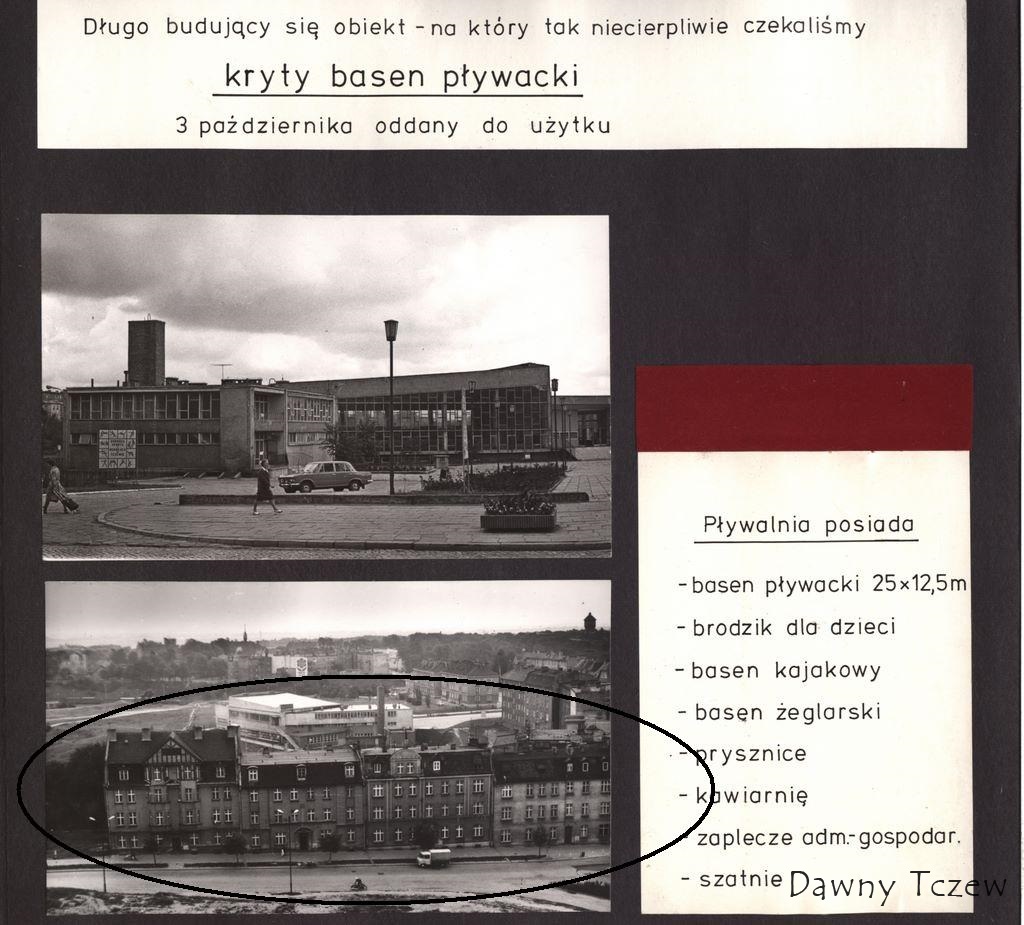 Długo budujący się obiekt - na który tak niecierpliwie czekaliśmy
kryty basen pływacki
3 października oddany do użytku
Pływalnia posiada
- basen pływacki 25×12,5m
- brodzik dla dzieci
- basen kajakowy
- basen żeglarski
- prysznice
- kawiarnię
zaplecze adm.-gospodar.
- szatnie
Dawny Tczew